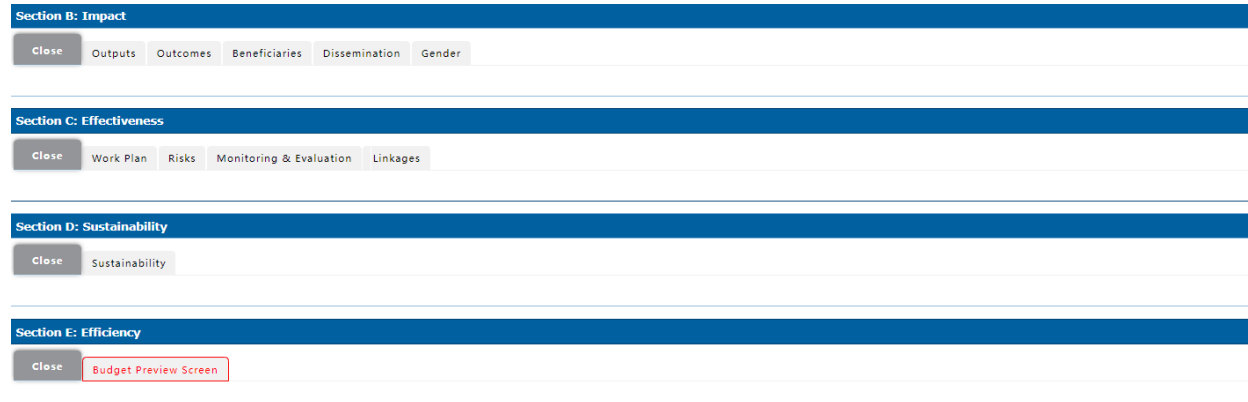 Section B: Impact
Close Outputs Outcomes Beneficiaries Dissemination Gender
Section C: Effectiveness
Close Work Plan Risks Monitoring & Evaluation Linkages
Section D: Sustainability
Close Sustainability
Section E: Efficiency
Close Budget Preview Screen